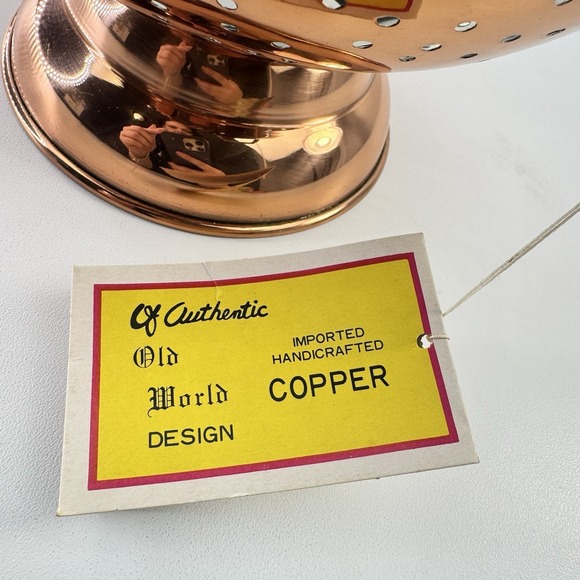 Of Authentic
Old
World
DESIGN
IMPORTED
HANDICRAFTED
COPPER